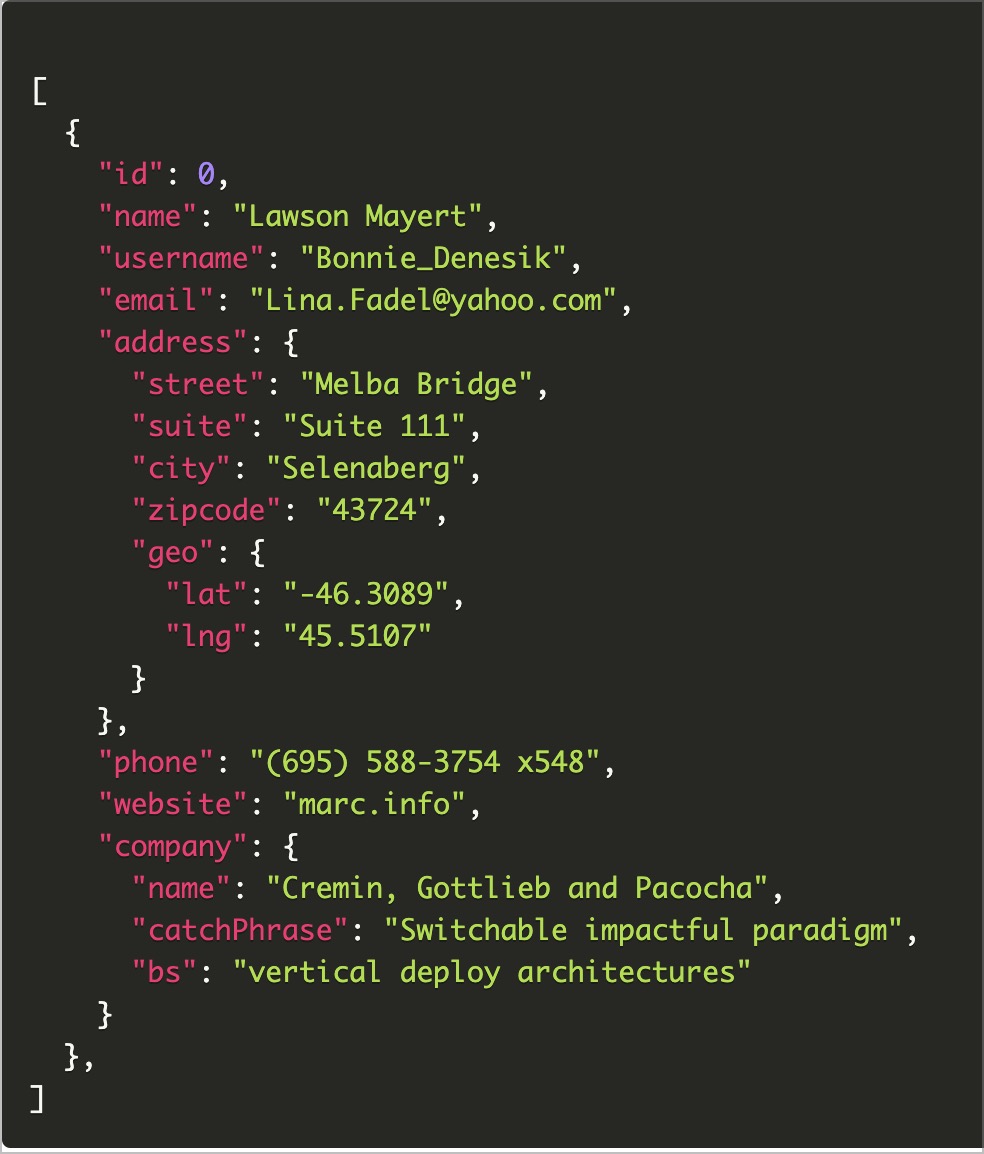 [
  {
    "id": 0,
    "name": "Lawson Mayert",
    "username": "Bonnie_Denesik",
    "email": "Lina.Fadel@yahoo.com",
    "address": {
      "street": "Melba Bridge",
      "suite": "Suite 111",
      "city": "Selenaberg",
      "zipcode": "43724",
      "geo": {
        "lat": "-46.3089",
        "lng": "45.5107"
      }
    },
    "phone": "(695) 588-3754 x548",
    "website": "marc.info",
    "company": {
      "name": "Cremin, Gottlieb and Pacocha",
      "catchPhrase": "Switchable impactful paradigm",
      "bs": "vertical deploy architectures"
    }
  },
]